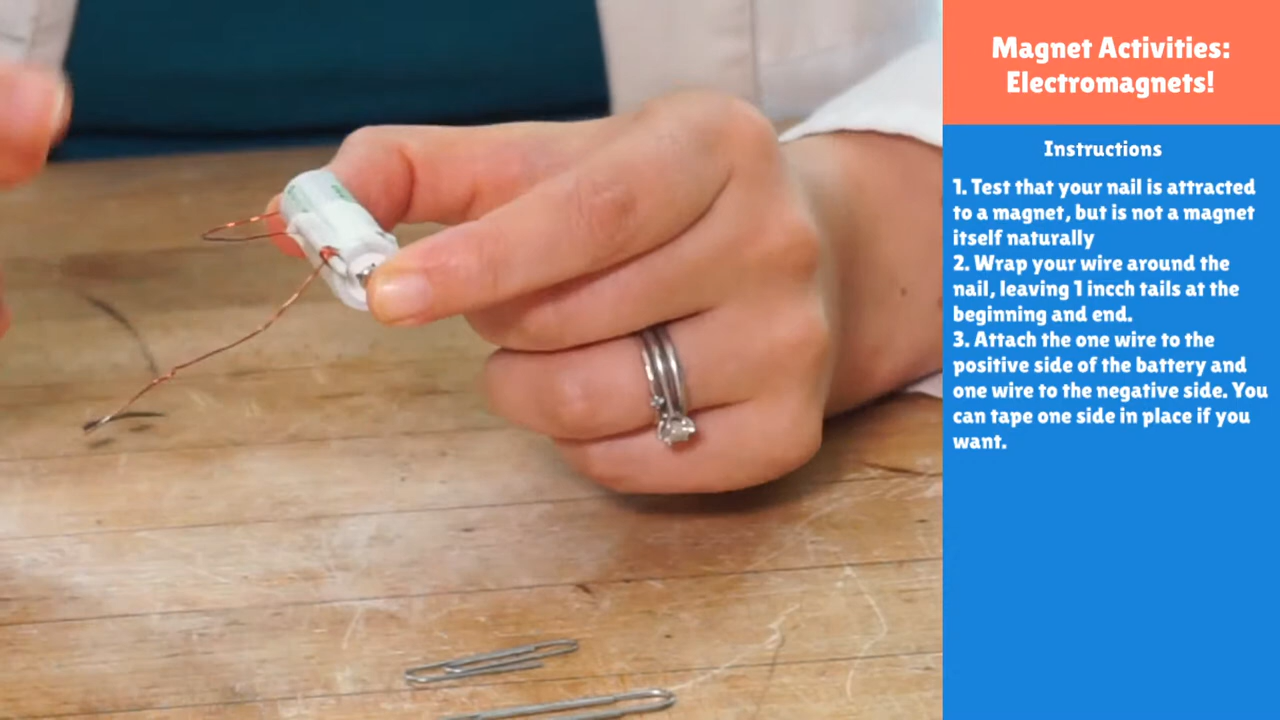 Magnet Activities:
Electromagnets!
Instructions
1. Test that your nail is attracted
to a magnet, but is not a magnet
itself naturally
2. Wrap your wire around the
nail, leaving 1 incch tails at the
beginning and end.
3. Attach the one wire to the
positive side of the battery and
one wire to the negative side. You
can tape one side in place if you
want.